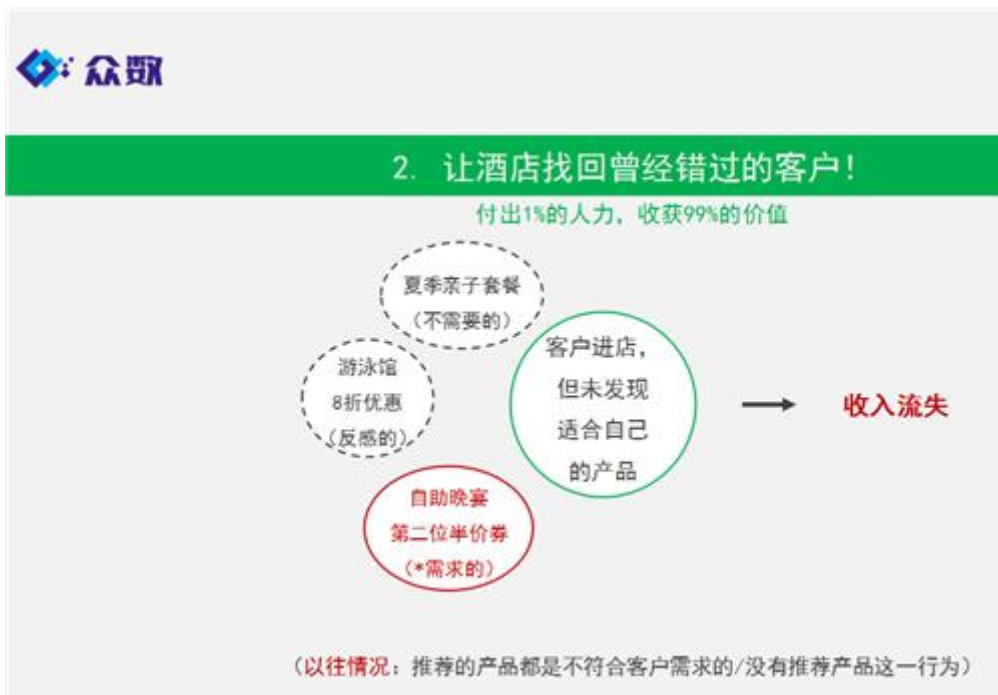 众数
2. 让酒店找回曾经错过的客户!
付出1%的人力，收获99%的价值
夏季亲子套餐
(不需要的)
游泳馆
8折优惠
(反感的)
自助晚宴
第二位半价券
(*需求的)
客户进店，
但未发现
适合自己
的产品
收入流失
(以往情况：推荐的产品都是不符合客户需求的/没有推荐产品这一行为)